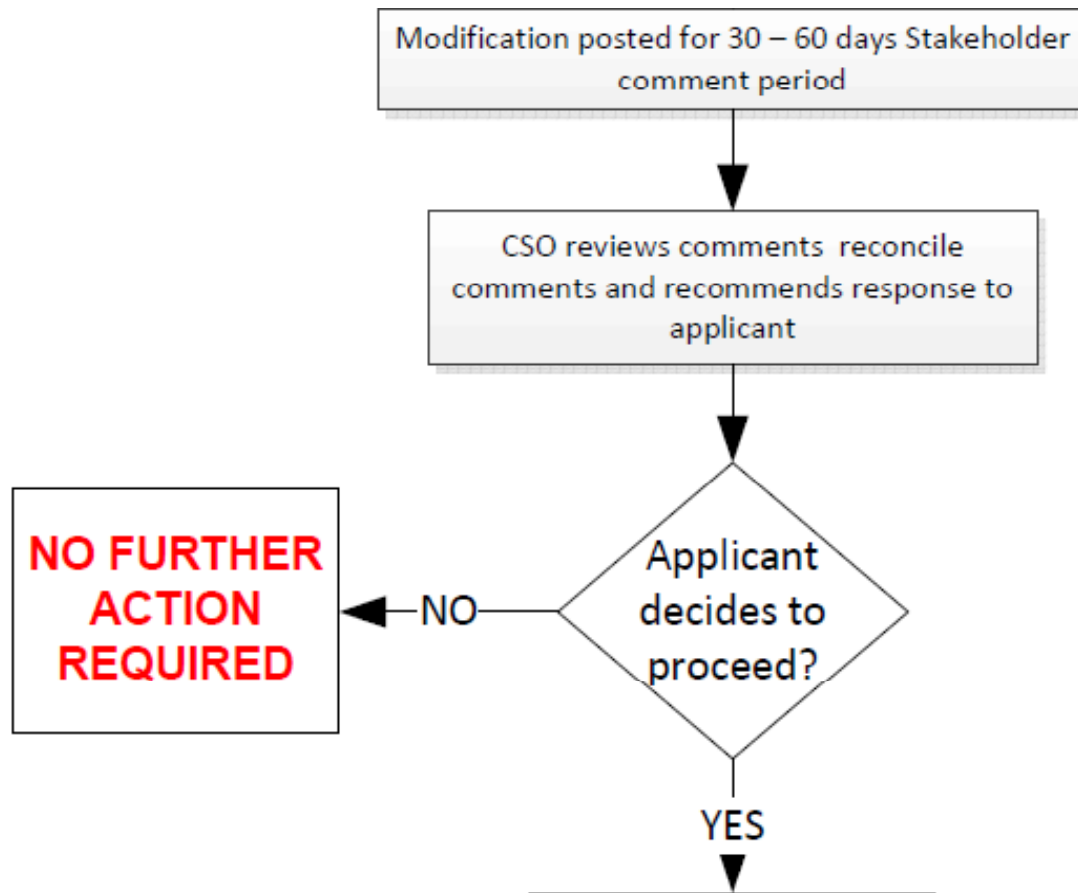 Modification posted for 30 – 60 days Stakeholder
comment period
CSO reviews comments reconcile
comments and recommends response to
applicant
Applicant
decides to
proceed?
NO
NO FURTHER
ACTION
REQUIRED
YES